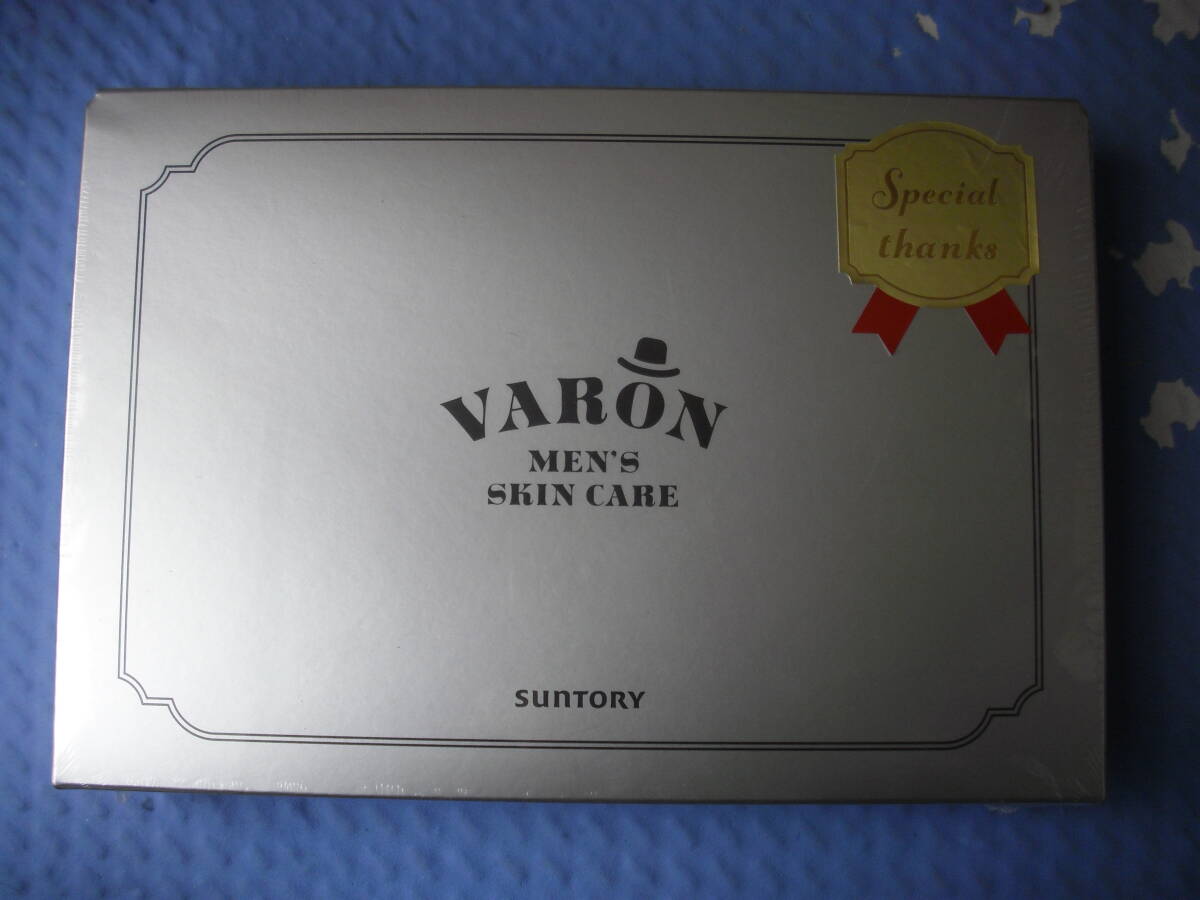 Special
thanks
VARON
MEN'S
SKIN CARE
SUNTORY